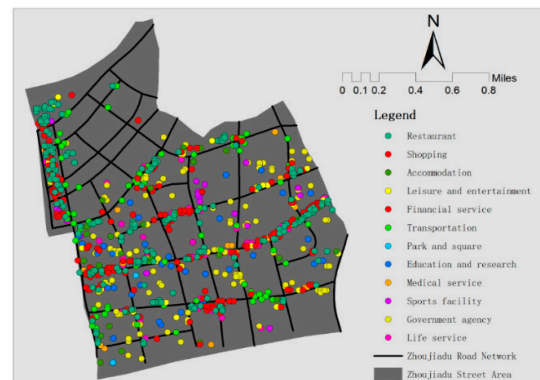 N
0 0.1 0.2 0.4 0.6 0.8
Miles
Legend
Restaurant
Shopping
Accommodation
Leisure and entertainment
Financial service
Transportation
Park and square
Education and research
Medical service
Sports facility
Government agency
Life service
Zhoujiadu Road Network
Zhoujiadu Street Area